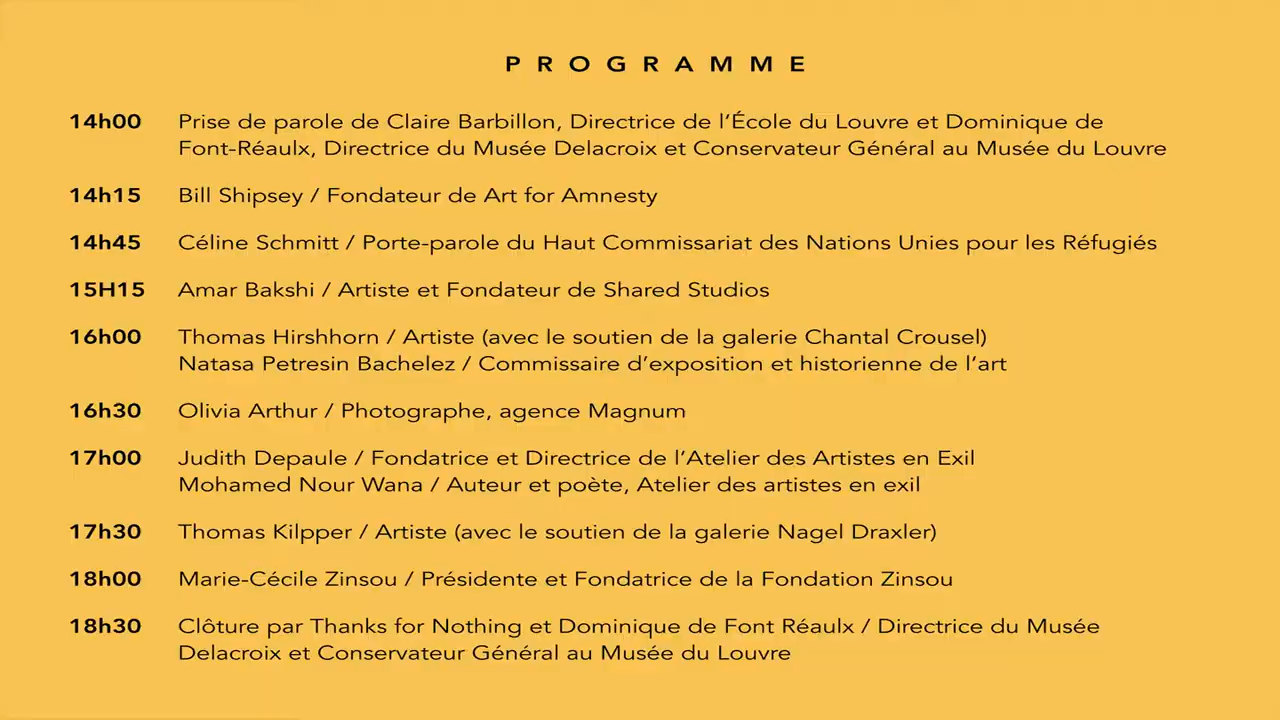 PROGRAMME
14h00 Prise de parole de Claire Barbillon, Directrice de l’École du Louvre et Dominique de
Font-Réaulx, Directrice du Musée Delacroix et Conservateur Général au Musée du Louvre
14h15 Bill Shipsey / Fondateur de Art for Amnesty
14h45 Céline Schmitt / Porte-parole du Haut Commissariat des Nations Unies pour les Réfugiés
15H15 Amar Bakshi / Artiste et Fondateur de Shared Studios
16h00 Thomas Hirshhorn / Artiste (avec le soutien de la galerie Chantal Crousel)
Natasa Petresin Bachelez / Commissaire d’exposition et historienne de l’art
16h30 Olivia Arthur / Photographe, agence Magnum
17h00 Judith Depaule / Fondatrice et Directrice de l’Atelier des Artistes en Exil
Mohamed Nour Wana / Auteur et poète, Atelier des artistes en exil
17h30 Thomas Kilpper / Artiste (avec le soutien de la galerie Nagel Draxler)
18h00 Marie-Cécile Zinsou / Présidente et Fondatrice de la Fondation Zinsou
18h30 Clôture par Thanks for Nothing et Dominique de Font Réaulx / Directrice du Musée
Delacroix et Conservateur Général au Musée du Louvre